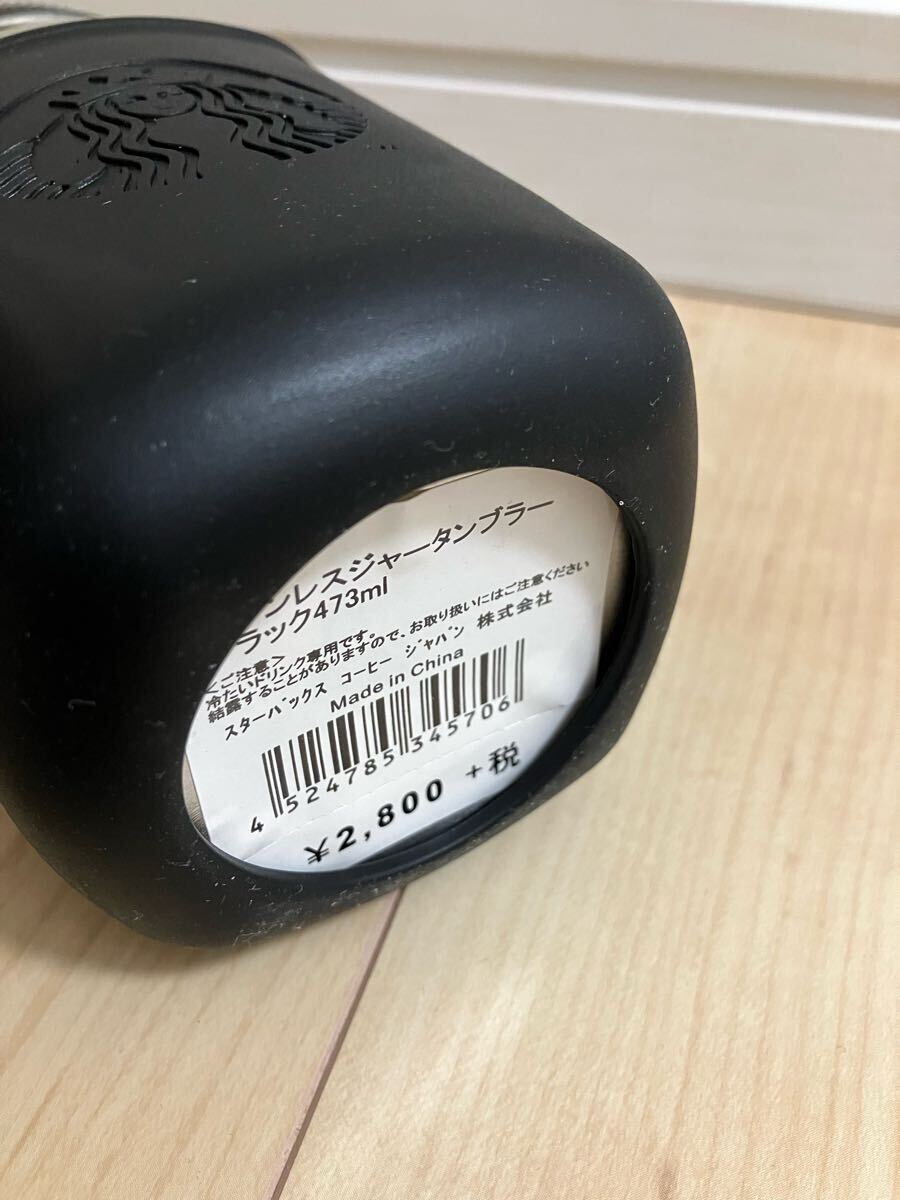 ンレスジャータンブラー
ラック473ml
<ご注意>
冷たいドリンク専用です。
結露することがありますので、お取り扱いにはご注意ください
スターバックス コーヒー ジャパン 株式会社
Made in China
4 524785 345706
¥2,800 +税